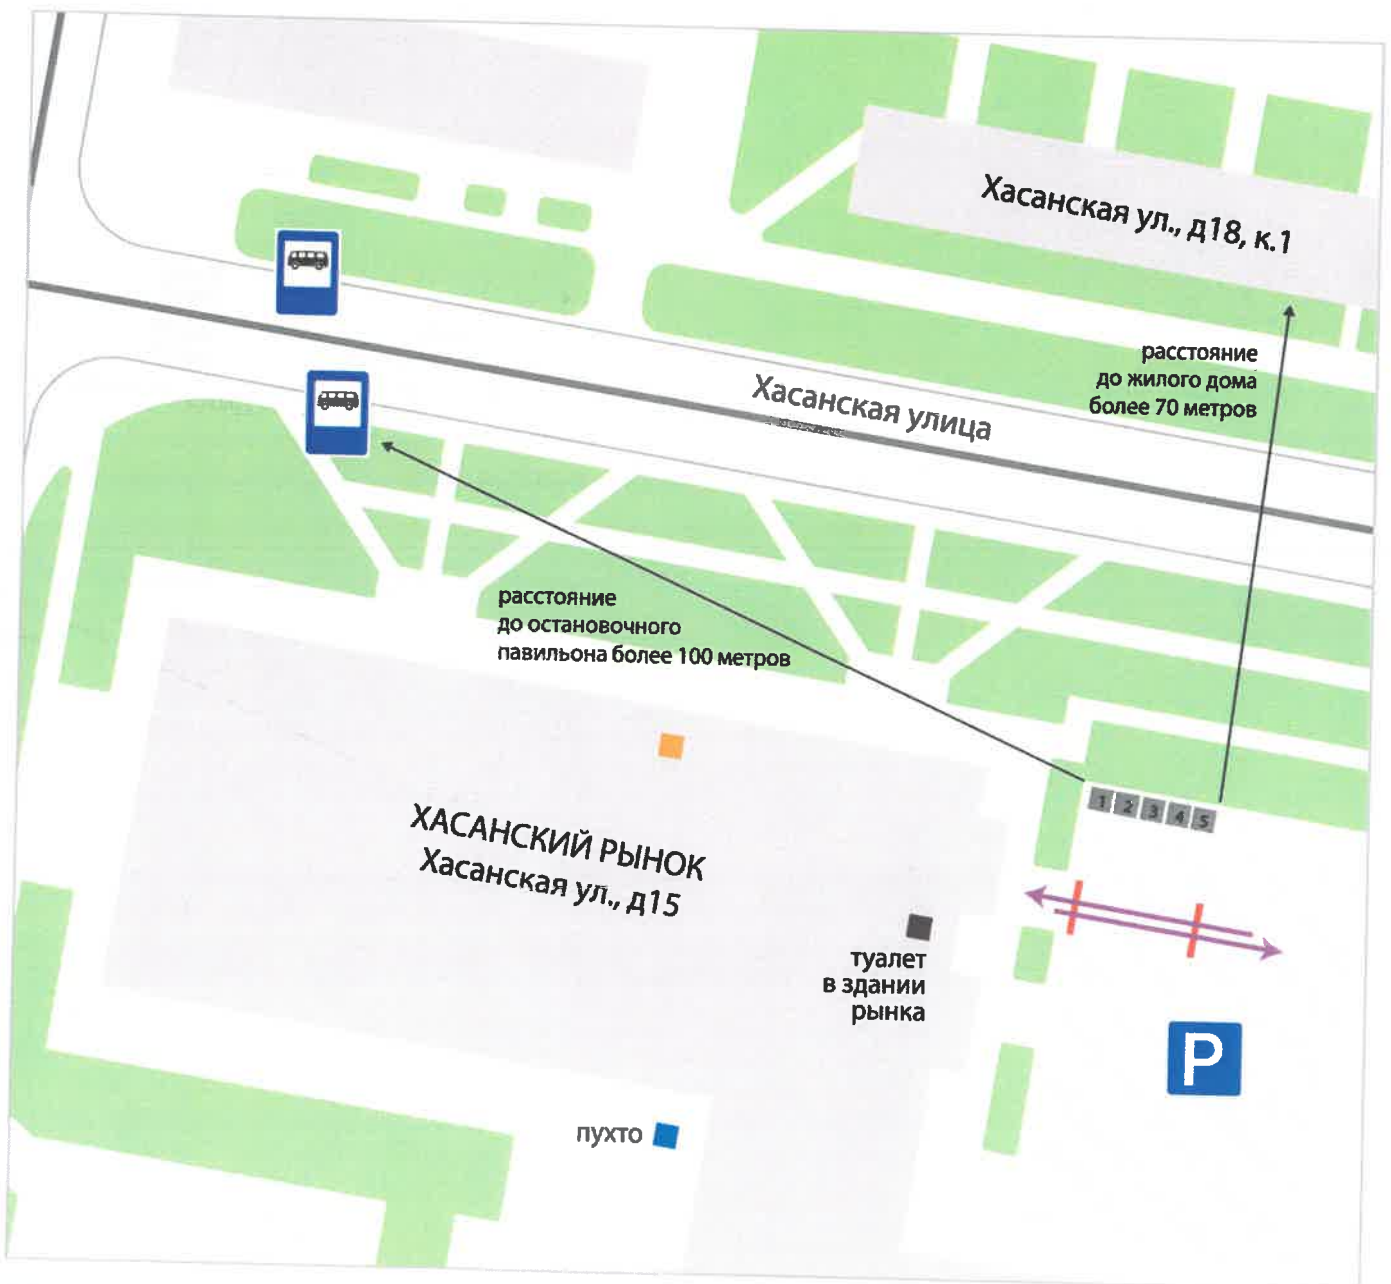 Хасанская ул., д18, к.1
расстояние
до жилого дома
более 70 метров
Хасанская улица
расстояние
до остановочного
павильона более 100 метров
1 2 3 4 5
ХАСАНСКИЙ РЫНОК
Хасанская ул., д15
туалет
в здании
рынка
P
пухто